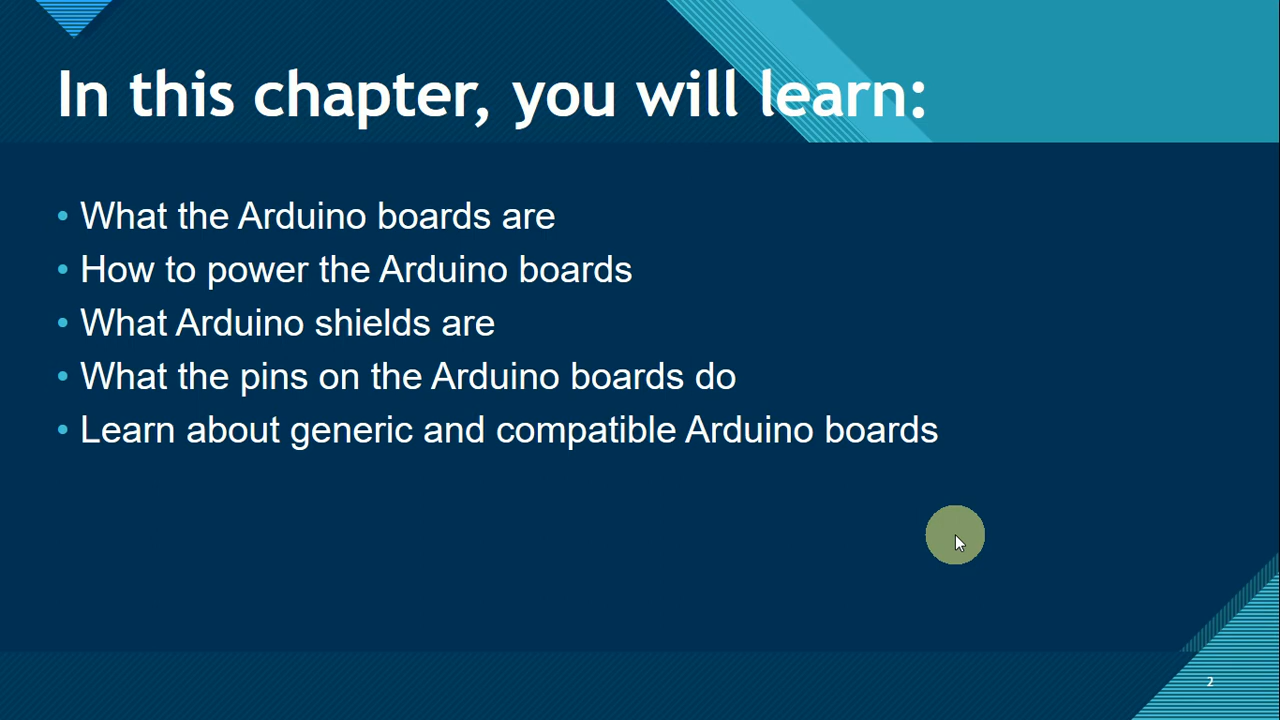 In this chapter, you will learn:
• What the Arduino boards are
• How to power the Arduino boards
• What Arduino shields are
• What the pins on the Arduino boards do
• Learn about generic and compatible Arduino boards
2